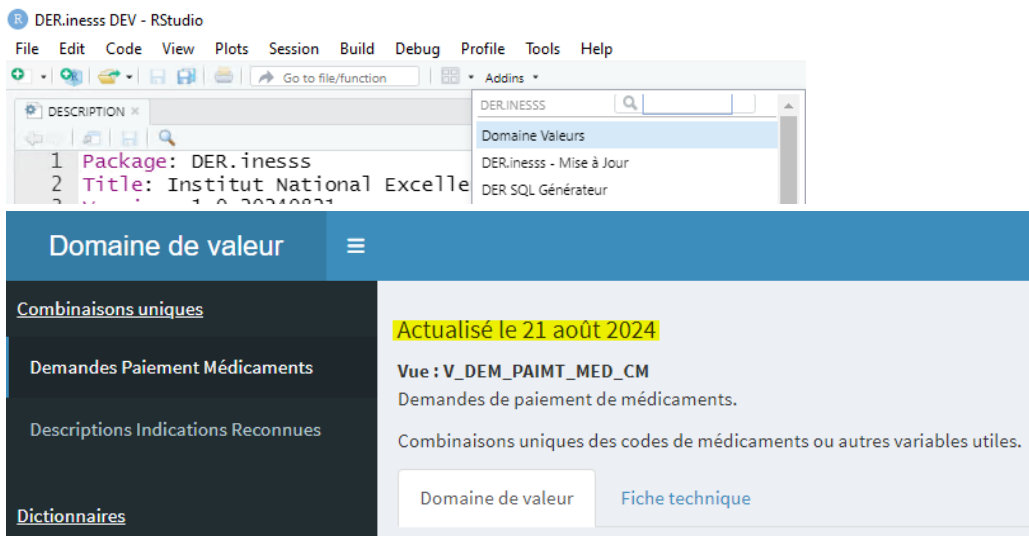 R DER.inesss DEV - RStudio
File Edit Code View Plots Session Build Debug Profile Tools Help
Go to file/function Addins
DESCRIPTION
DER.INESSS
Domaine Valeurs
DER.inesss - Mise à Jour
DER SQL Générateur
1 Package: DER.inesss
2 Title: Institut National Excelle
Domaine de valeur
Combinaisons uniques
Demandes Paiement Médicaments
Descriptions Indications Reconnues
Dictionnaires
Actualisé le 21 août 2024
Vue : V_DEM_PAIMT_MED_CM
Demandes de paiement de médicaments.
Combinaisons uniques des codes de médicaments ou autres variables utiles.
Domaine de valeur Fiche technique